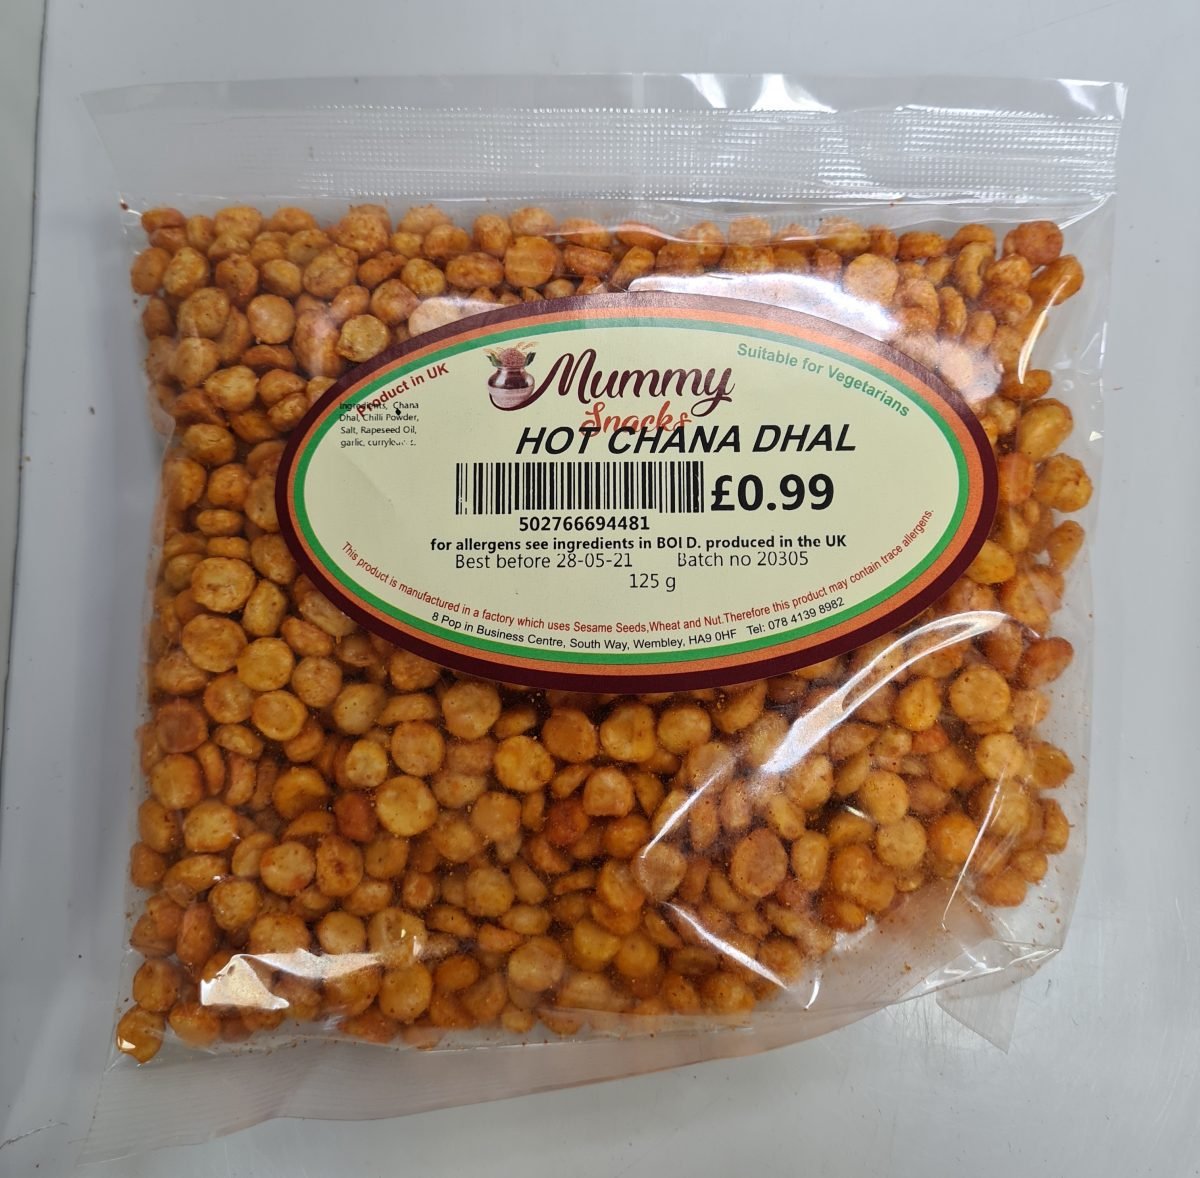 Product in UK
Mummy
Snacks
Suitable for Vegetarians
Ingredients, Chana
Dhal, Chilli Powder,
Salt, Rapeseed Oil,
garlic,
HOT CHANA DHAL
£0.99
502766694481
for allergens see ingredients in BOLD. produced in the UK
Best before 28-05-21 Batch no 20305
125 g
This product is manufactured in a factory which uses Sesame Seeds,Wheat and Nut.Therefore this product may contain trace allergens.
8 Pop in Business Centre, South Way, Wembley, HA9 0HF Tel: 078 4139 8982